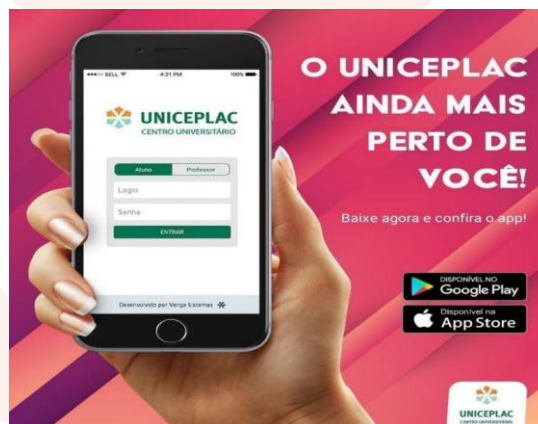 BELL 4:21 PM 100%
UNICEPLAC
CENTRO UNIVERSITÁRIO
Aluno Professor
Login
Senha
ENTRAR
Desenvolvido por Verga Sistemas
O UNICEPLAC
AINDA MAIS
PERTO DE
VOCÊ!
Baixe agora e confira o app!
DISPONÍVEL NO
Google Play
Disponível na
App Store
UNICEPLAC
CENTRO UNIVERSITÁRIO